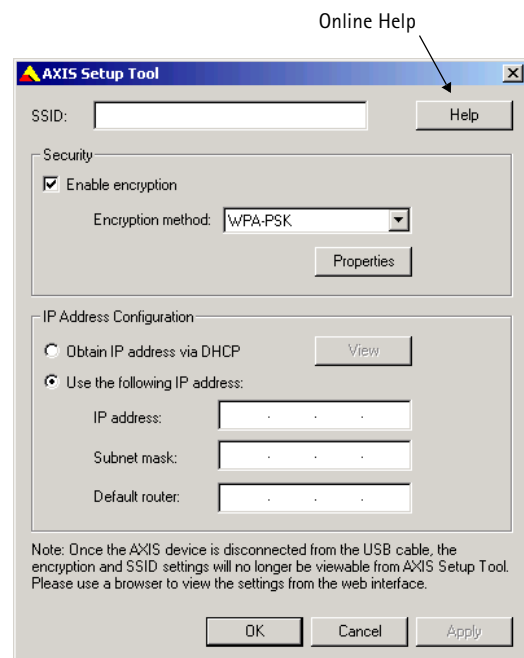 Online Help
AXIS Setup Tool
SSID:
Help
Security
Enable encryption
Encryption method: WPA-PSK
Properties
IP Address Configuration
Obtain IP address via DHCP
View
Use the following IP address:
IP address:
Subnet mask:
Default router:
Note: Once the AXIS device is disconnected from the USB cable, the
encryption and SSID settings will no longer be viewable from AXIS Setup Tool.
Please use a browser to view the settings from the web interface.
OK Cancel Apply